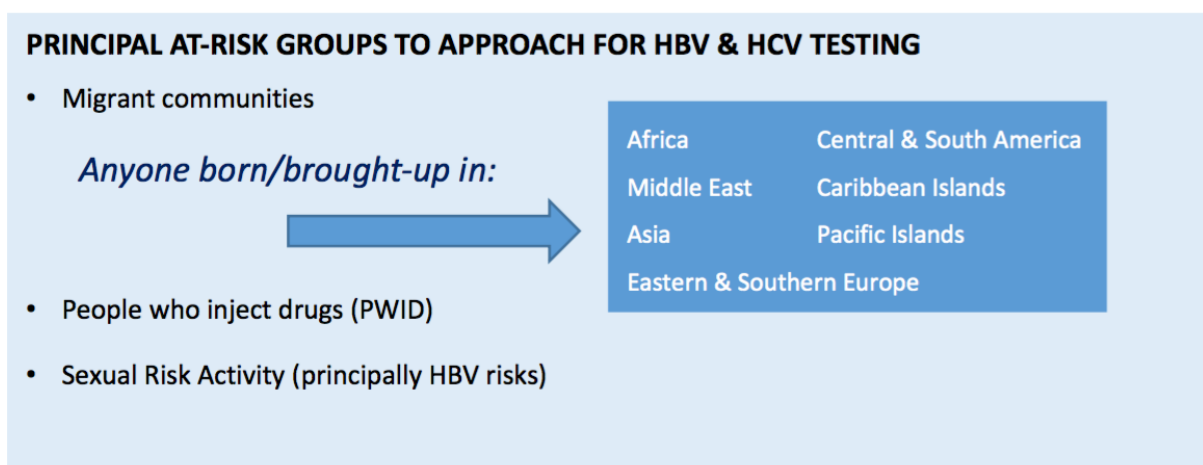 PRINCIPAL AT-RISK GROUPS TO APPROACH FOR HBV & HCV TESTING
• Migrant communities
Anyone born/brought-up in:
Africa Central & South America
Middle East Caribbean Islands
Asia Pacific Islands
Eastern & Southern Europe
• People who inject drugs (PWID)
• Sexual Risk Activity (principally HBV risks)